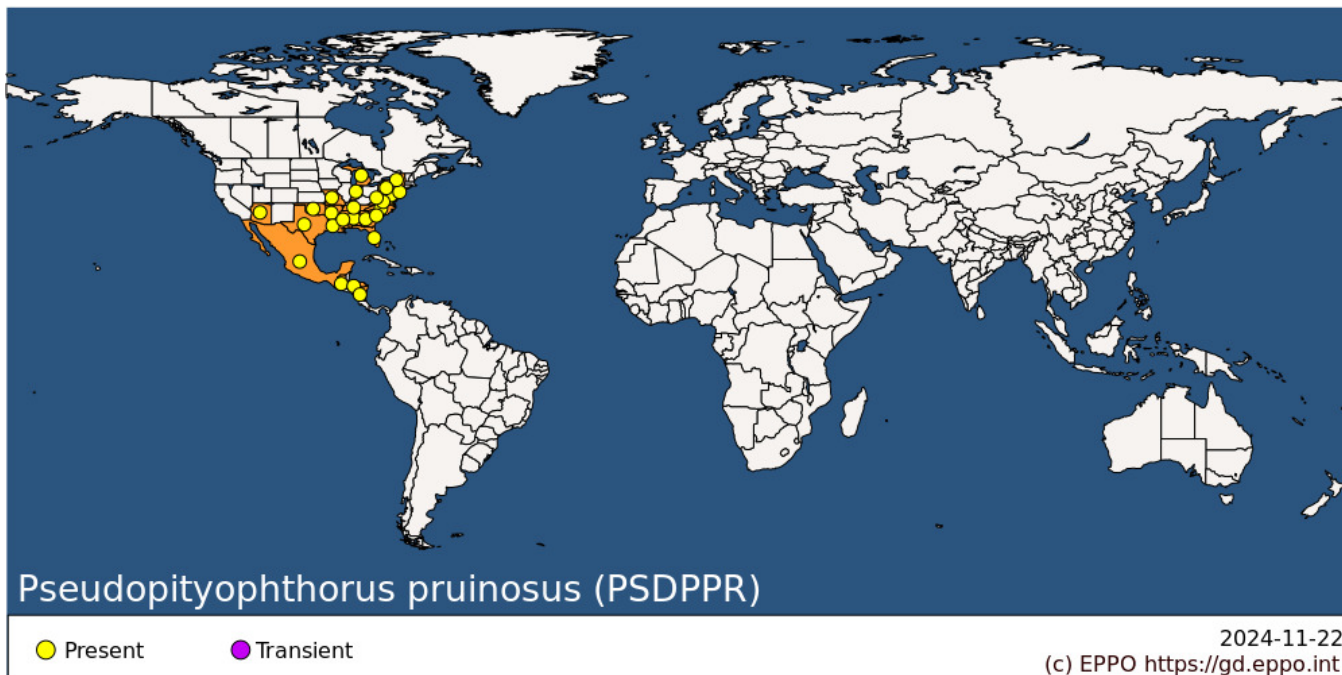 Pseudopityophthorus pruinosus (PSDPPR)
Present
Transient
2024-11-22
(c) EPPO https://gd.eppo.int